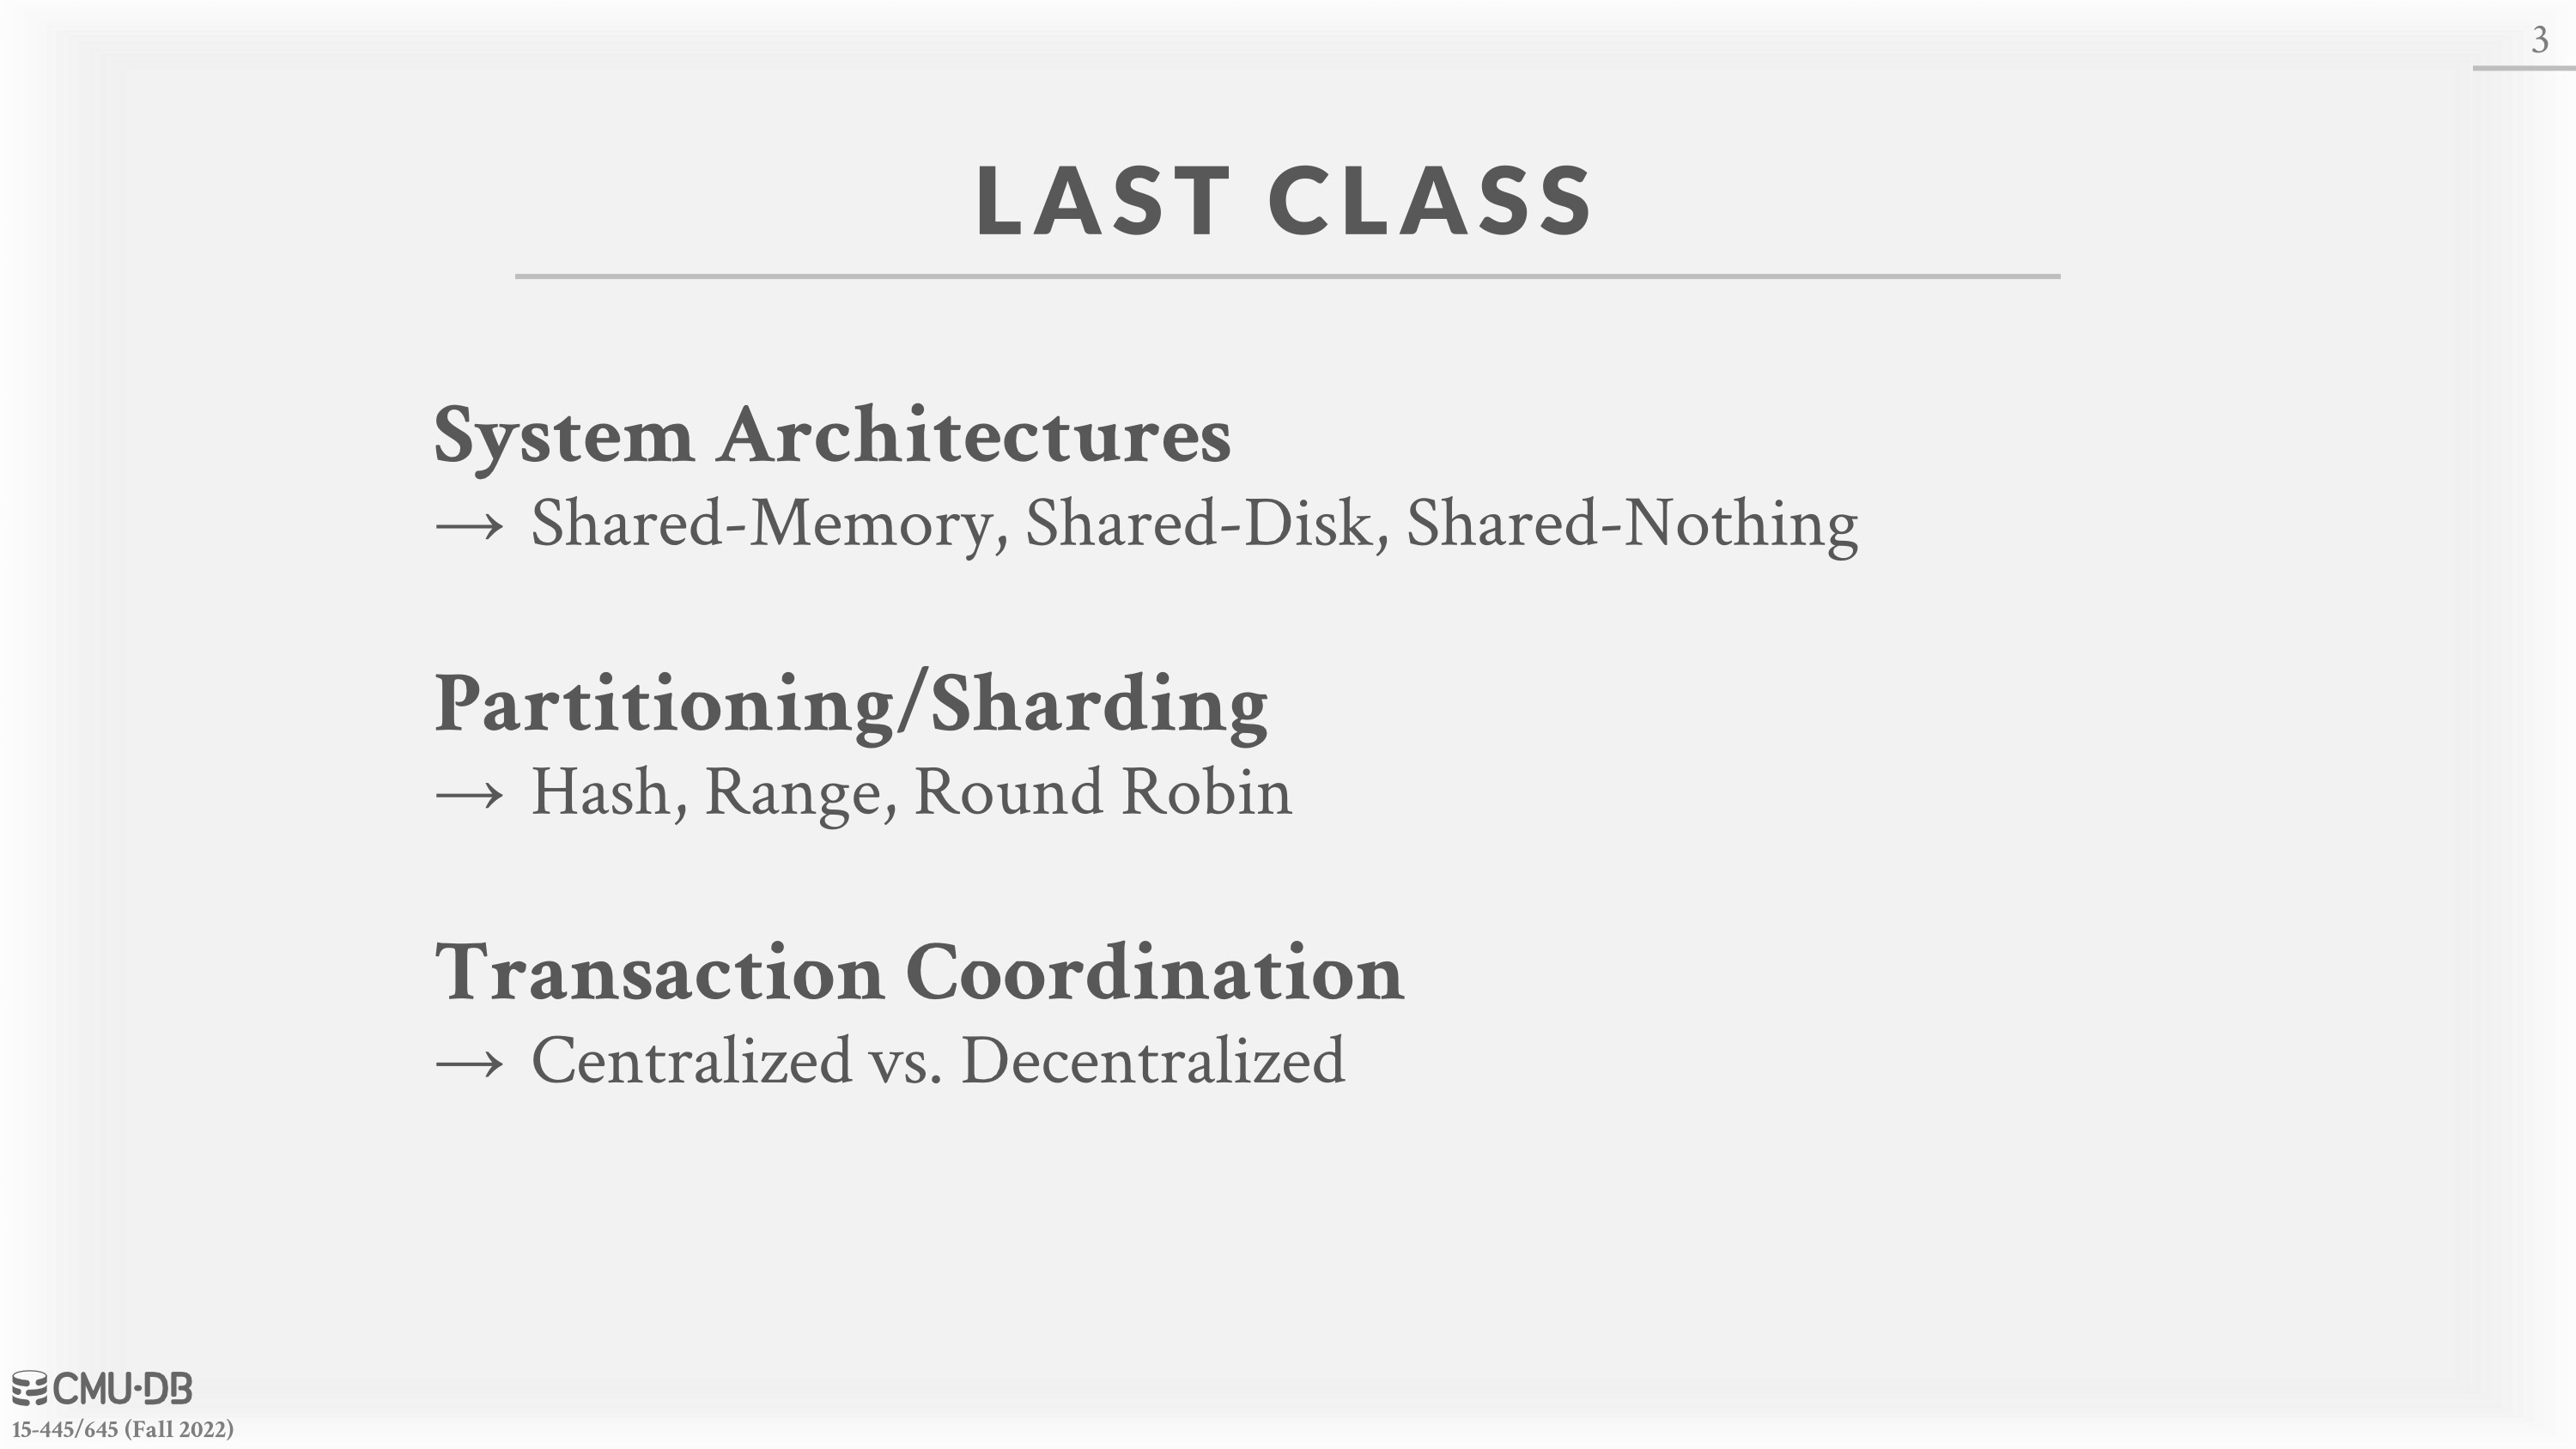 3
LAST CLASS
System Architectures
→ Shared-Memory, Shared-Disk, Shared-Nothing
Partitioning/Sharding
→ Hash, Range, Round Robin
Transaction Coordination
→ Centralized vs. Decentralized
CMU·DB
15-445/645 (Fall 2022)